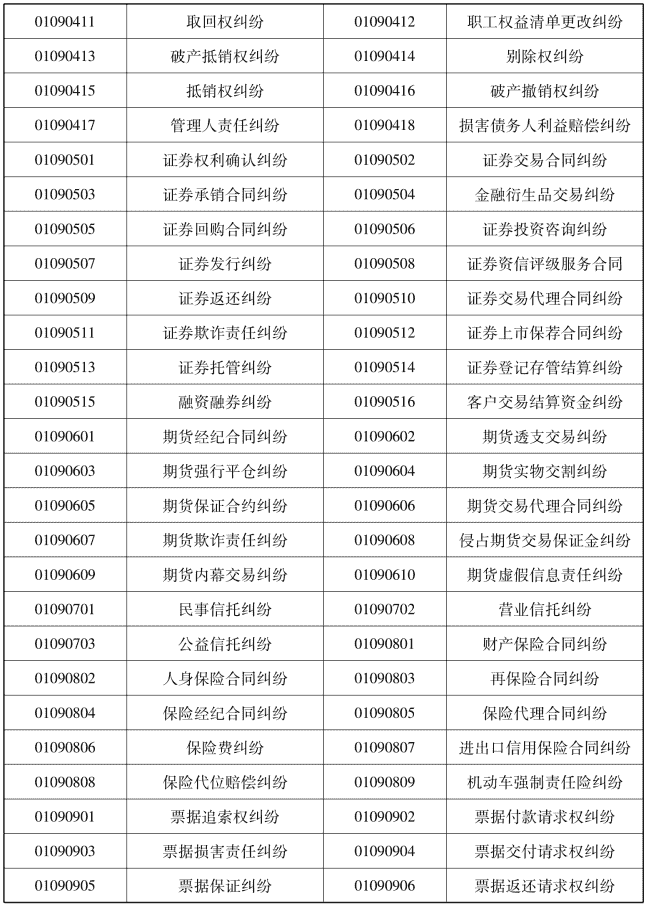 01090411 取回权纠纷 01090412 职工权益清单更改纠纷
01090413 破产抵销权纠纷 01090414 别除权纠纷
01090415 抵销权纠纷 01090416 破产撤销权纠纷
01090417 管理人责任纠纷 01090418 损害债务人利益赔偿纠纷
01090501 证券权利确认纠纷 01090502 证券交易合同纠纷
01090503 证券承销合同纠纷 01090504 金融衍生品交易纠纷
01090505 证券回购合同纠纷 01090506 证券投资咨询纠纷
01090507 证券发行纠纷 01090508 证券资信评级服务合同
01090509 证券返还纠纷 01090510 证券交易代理合同纠纷
01090511 证券欺诈责任纠纷 01090512 证券上市保荐合同纠纷
01090513 证券托管纠纷 01090514 证券登记存管结算纠纷
01090515 融资融券纠纷 01090516 客户交易结算资金纠纷
01090601 期货经纪合同纠纷 01090602 期货透支交易纠纷
01090603 期货强行平仓纠纷 01090604 期货实物交割纠纷
01090605 期货保证合约纠纷 01090606 期货交易代理合同纠纷
01090607 期货欺诈责任纠纷 01090608 侵占期货交易保证金纠纷
01090609 期货内幕交易纠纷 01090610 期货虚假信息责任纠纷
01090701 民事信托纠纷 01090702 营业信托纠纷
01090703 公益信托纠纷 01090801 财产保险合同纠纷
01090802 人身保险合同纠纷 01090803 再保险合同纠纷
01090804 保险经纪合同纠纷 01090805 保险代理合同纠纷
01090806 保险费纠纷 01090807 进出口信用保险合同纠纷
01090808 保险代位赔偿纠纷 01090809 机动车强制责任险纠纷
01090901 票据追索权纠纷 01090902 票据付款请求权纠纷
01090903 票据损害责任纠纷 01090904 票据交付请求权纠纷
01090905 票据保证纠纷 01090906 票据返还请求权纠纷